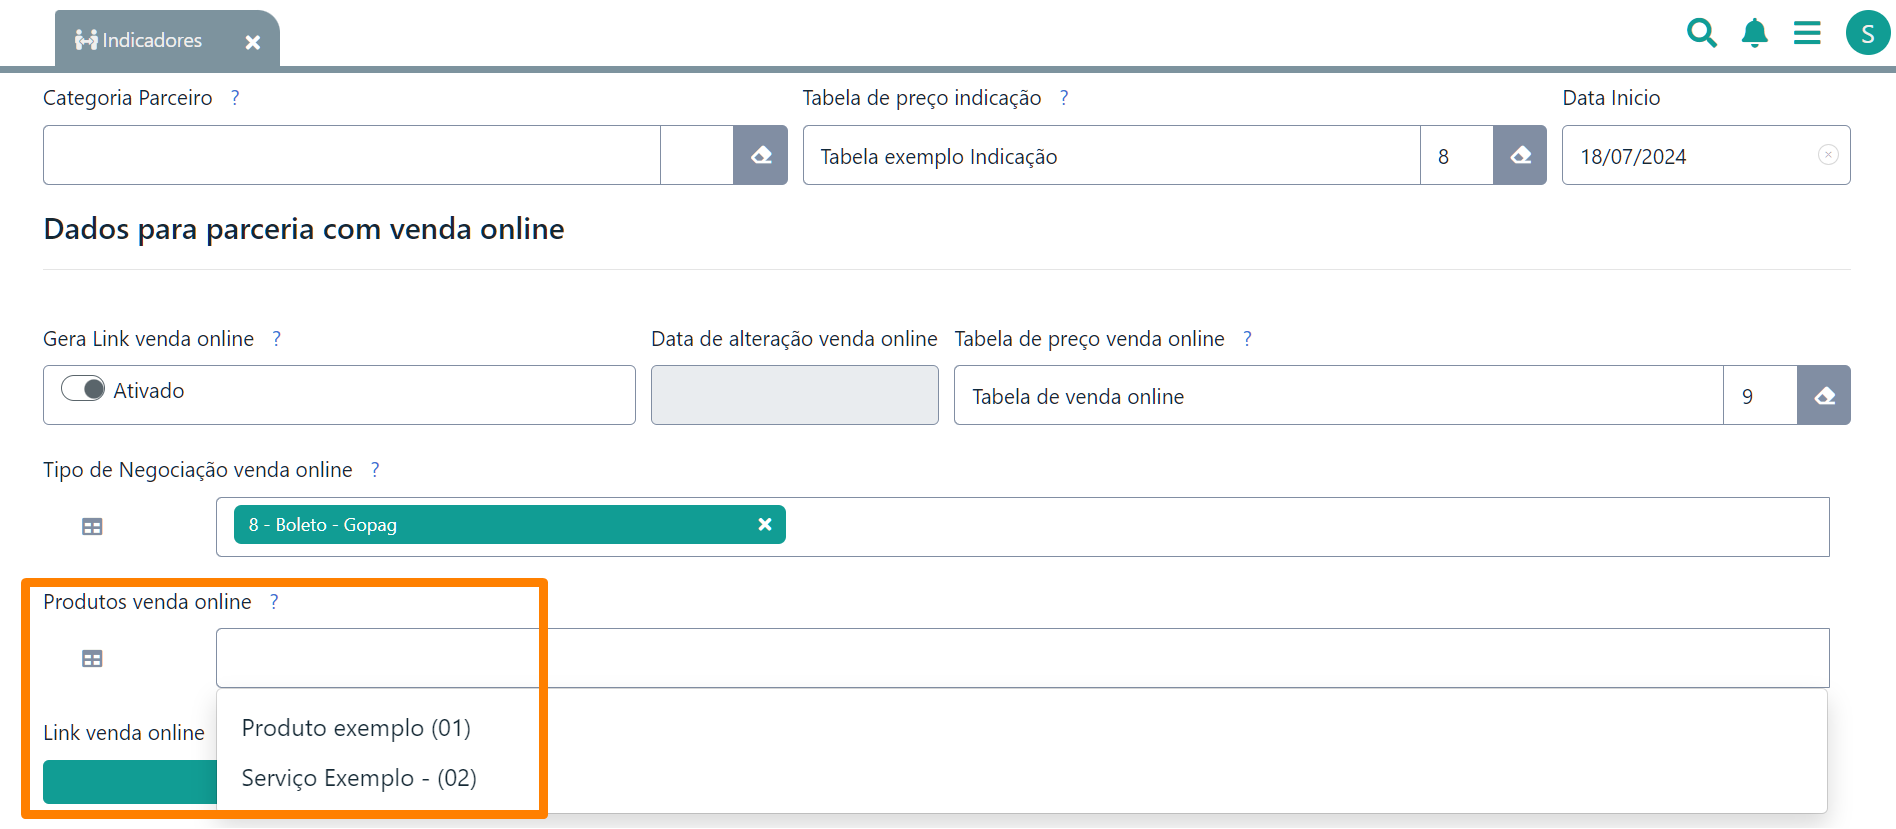 Indicadores
S
Categoria Parceiro ?
Tabela de preço indicação ?
Data Inicio
Tabela exemplo Indicação 8
18/07/2024
Dados para parceria com venda online
Gera Link venda online ?
Data de alteração venda online
Tabela de preço venda online ?
Ativado
Tabela de venda online 9
Tipo de Negociação venda online ?
8 - Boleto - Gopag
Produtos venda online ?
Produto exemplo (01)
Link venda online
Serviço Exemplo - (02)